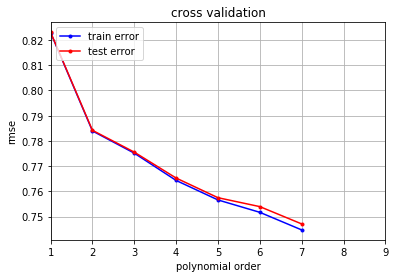 cross validation
train error
test error
0.82
0.81
0.80
0.79
0.78
0.77
0.76
0.75
rmse
1 2 3 4 5 6 7 8 9
polynomial order